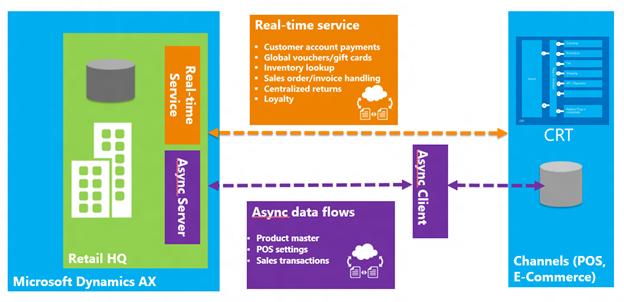 Real-time
Service
Async Server
Retail HQ
Microsoft Dynamics AX
Real-time service
• Customer account payments
• Global vouchers/gift cards
• Inventory lookup
• Sales order/invoice handling
• Centralized returns
• Loyalty
Async Client
Async data flows
• Product master
• POS settings
• Sales transactions
CRT
Channels (POS,
E-Commerce)